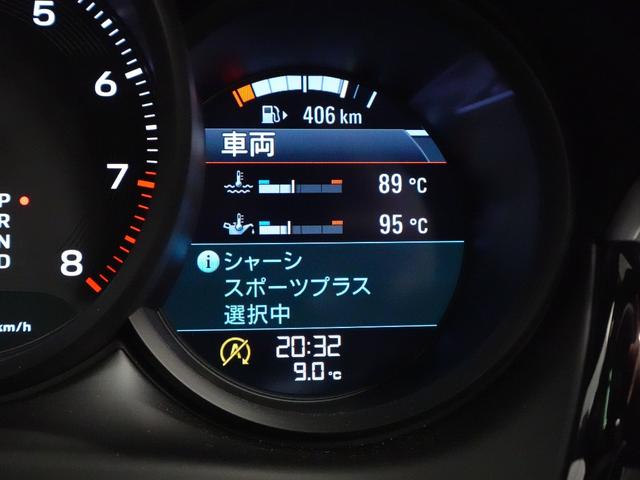 5
6
7
8
P
R
N
D
km/h
406 km
車両
89 °C
95 °C
i シャーシ
スポーツプラス
選択中
A 20:32
9.0 °C